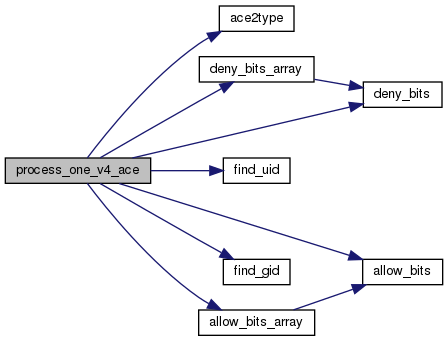 ace2type
deny_bits_array
deny_bits
process_one_v4_ace
find_uid
find_gid
allow_bits
allow_bits_array